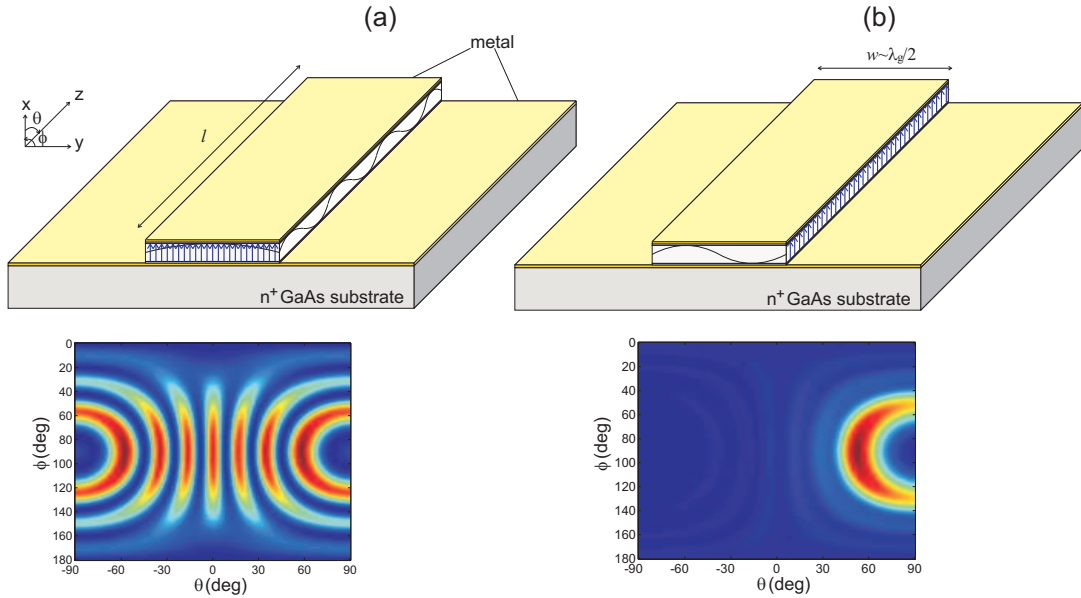 (a)
(b)
metal
w~λg/2
x
z
θ
ϕ
y
l
n+ GaAs substrate
n+ GaAs substrate
0
20
40
60
80
100
120
140
160
180
ϕ (deg)
-90
-60
-30
0
30
60
90
θ (deg)
0
20
40
60
80
100
120
140
160
180
ϕ (deg)
-90
-60
-30
0
30
60
90
θ (deg)